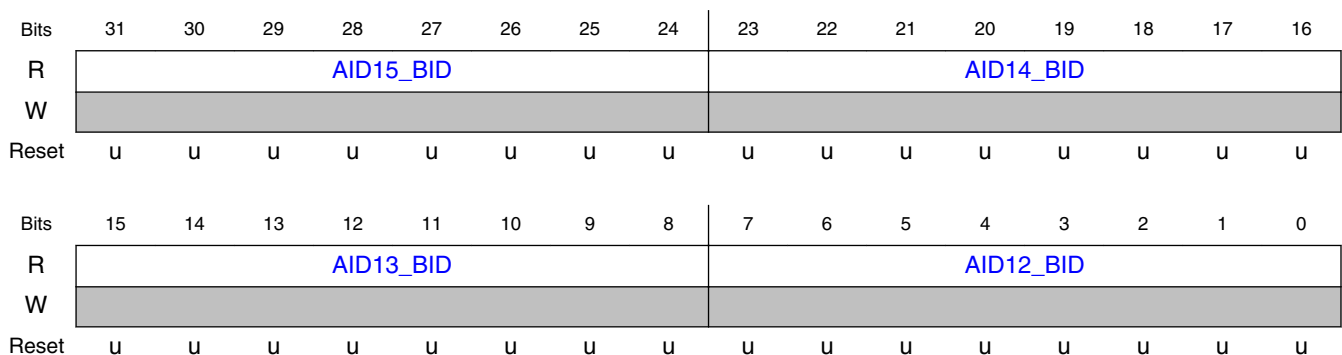 Bits 31 30 29 28 27 26 25 24 23 22 21 20 19 18 17 16
R AID15_BID AID14_BID
W
Reset u u u u u u u u u u u u u u u u
Bits 15 14 13 12 11 10 9 8 7 6 5 4 3 2 1 0
R AID13_BID AID12_BID
W
Reset u u u u u u u u u u u u u u u u